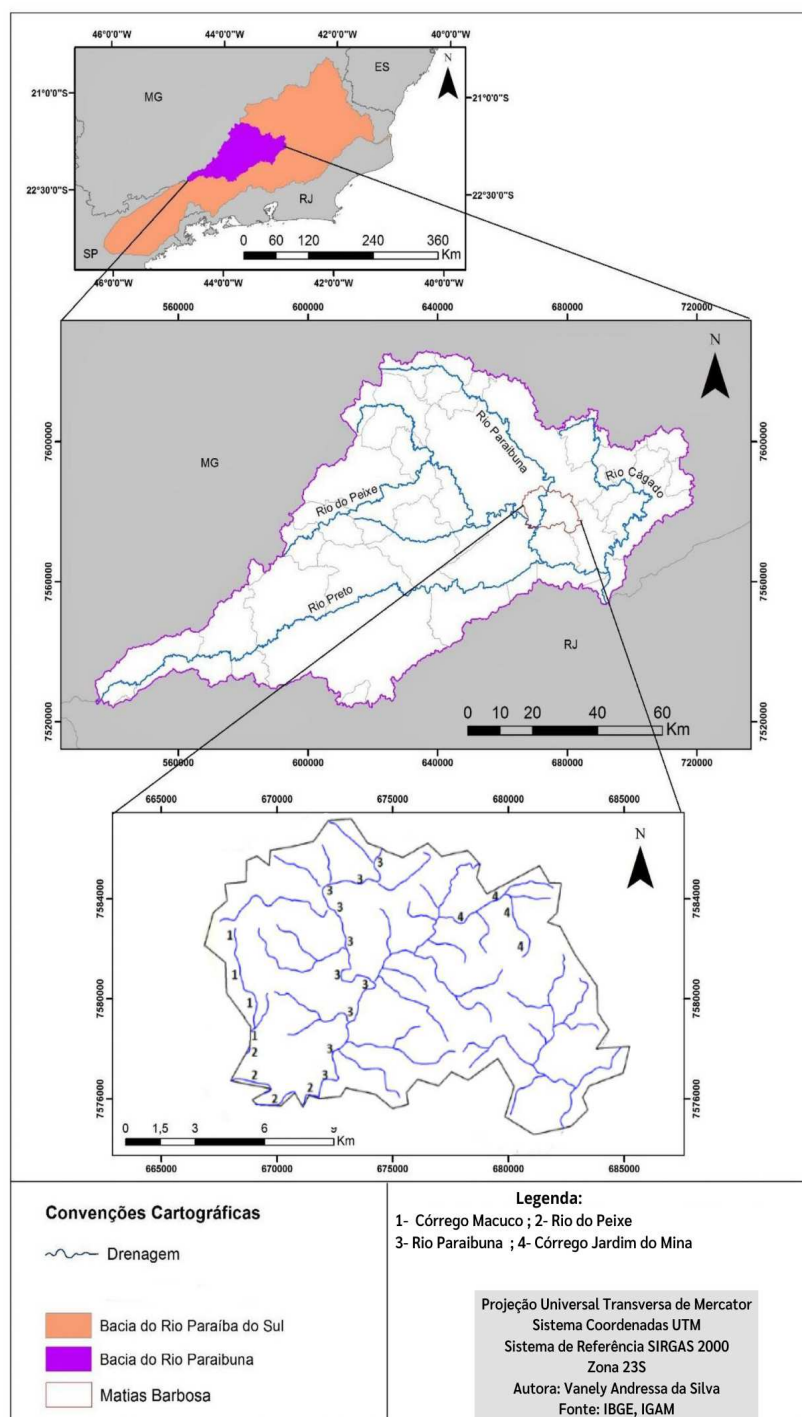 46°0'0"W 44°0'0"W 42°0'0"W 40°0'0"W
N
ES
MG
21°0'0"S
21°0'0"S
22°30'0"S
22°30'0"S
RJ
SP
0 60 120 240 360
Km
46°0'0"W 44°0'0"W 42°0'0"W 40°0'0"W
560000 600000 640000 680000 720000
N
7600000
7600000
MG
Rio Paraibuna
Rio Cágado
Rio do Peixe
7560000
7560000
Rio Preto
RJ
0 10 20 40 60
Km
7520000
7520000
560000 600000 640000 680000 720000
665000 670000 675000 680000 685000
N
3
3
3
4
7584000
7584000
3
4
4
1
3
4
1
3
3
7580000
7580000
1
3
1
3
2
2
3
2
2
7576000
7576000
0 1,5 3 6 9
Km
665000 670000 675000 680000 685000
Convenções Cartográficas
Drenagem
Bacia do Rio Paraíba do Sul
Bacia do Rio Paraibuna
Matias Barbosa
Legenda:
1- Córrego Macuco ; 2- Rio do Peixe
3- Rio Paraibuna ; 4- Córrego Jardim do Mina
Projeção Universal Transversa de Mercator
Sistema Coordenadas UTM
Sistema de Referência SIRGAS 2000
Zona 23S
Autora: Vanely Andressa da Silva
Fonte: IBGE, IGAM